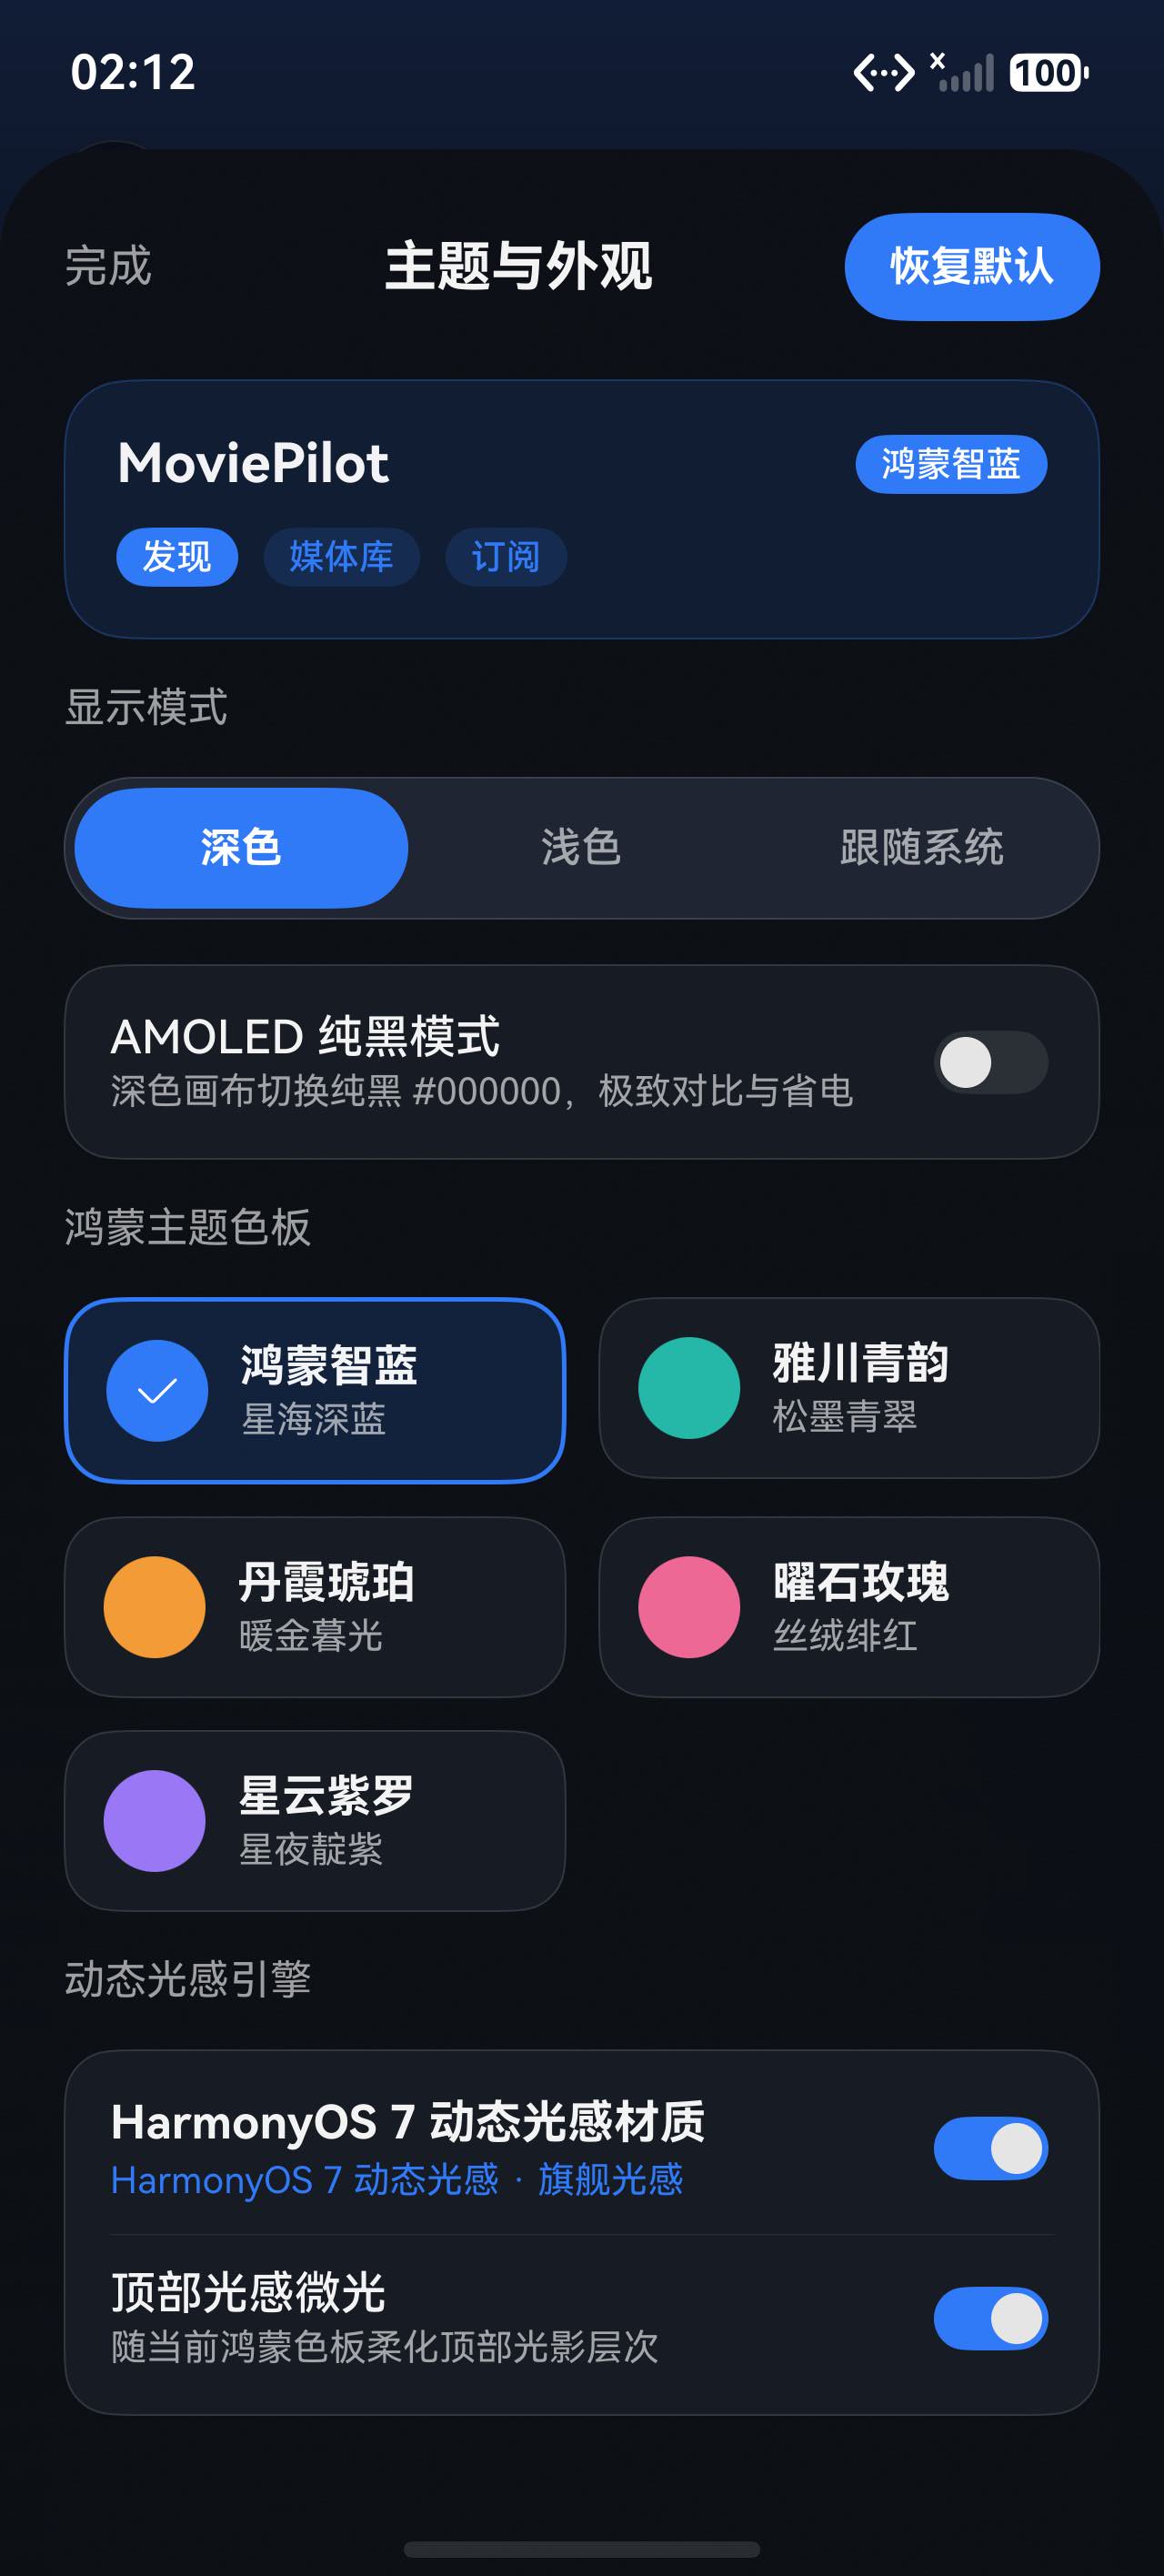 02:12
100
完成
主题与外观
恢复默认
MoviePilot
鸿蒙智蓝
发现
媒体库
订阅
显示模式
深色
浅色
跟随系统
AMOLED 纯黑模式
深色画布切换纯黑 #000000，极致对比与省电
鸿蒙主题色板
鸿蒙智蓝
星海深蓝
雅川青韵
松墨青翠
丹霞琥珀
暖金暮光
曜石玫瑰
丝绒绯红
星云紫罗
星夜靛紫
动态光感引擎
HarmonyOS 7 动态光感材质
HarmonyOS 7 动态光感 · 旗舰光感
顶部光感微光
随当前鸿蒙色板柔化顶部光影层次